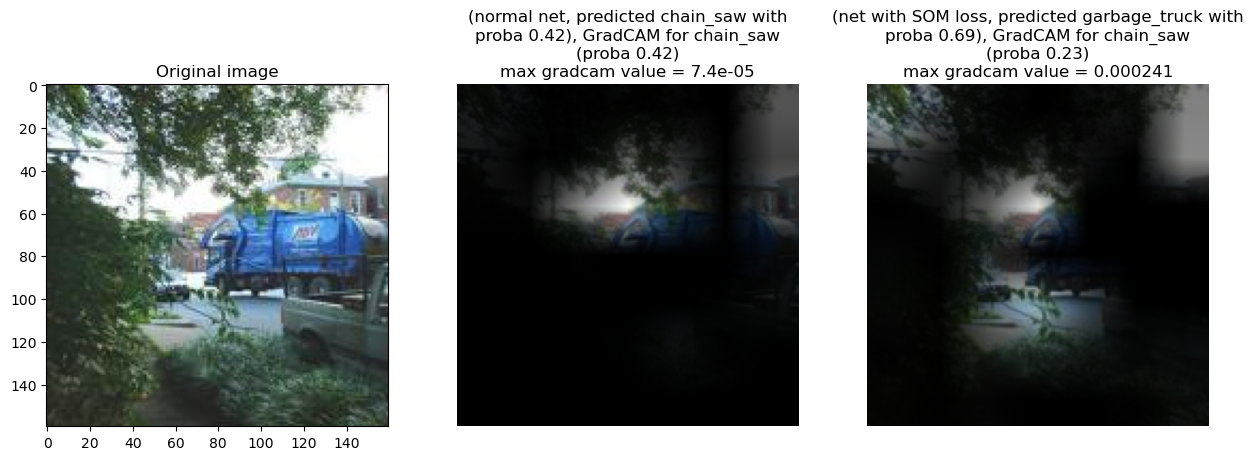 (normal net, predicted chain_saw with
proba 0.42), GradCAM for chain_saw
(proba 0.42)
max gradcam value = 7.4e-05
(net with SOM loss, predicted garbage_truck with
proba 0.69), GradCAM for chain_saw
(proba 0.23)
max gradcam value = 0.000241
Original image
0
20
40
60
80
100
120
140
0 20 40 60 80 100 120 140